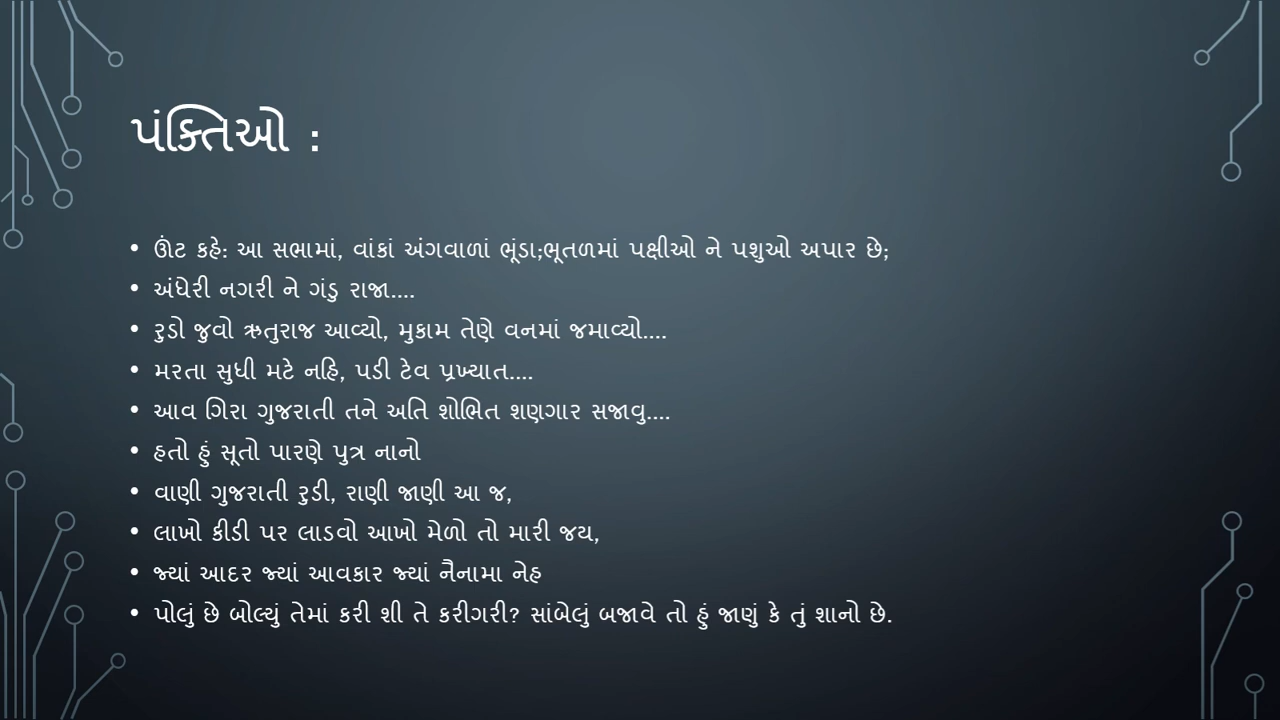 પંક્તિઓ :
• ઊંટ કહે: આ સભામાં, વાંકાં અંગવાળાં ભૂંડા;ભૂતળમાં પક્ષીઓ ને પશુઓ અપાર છે;
• અંધેરી નગરી ને ગંડુ રાજા....
• રુડો જુવો ઋતુરાજ આવ્યો, મુકામ તેણે વનમાં જમાવ્યો....
• મરતા સુધી મટે નહિ, પડી ટેવ પ્રખ્યાત....
• આવ ગિરા ગુજરાતી તને અતિ શોભિત શણગાર સજાવુ....
• હતો હું સૂતો પારણે પુત્ર નાનો
• વાણી ગુજરાતી રુડી, રાણી જાણી આ જ,
• લાખો કીડી પર લાડવો આખો મેળો તો મારી જય,
• જ્યાં આદર જ્યાં આવકાર જ્યાં નૈનામા નેહ
• પોલું છે બોલ્યું તેમાં કરી શી તે કરીગરી? સાંબેલું બજાવે તો હું જાણું કે તું શાનો છે.